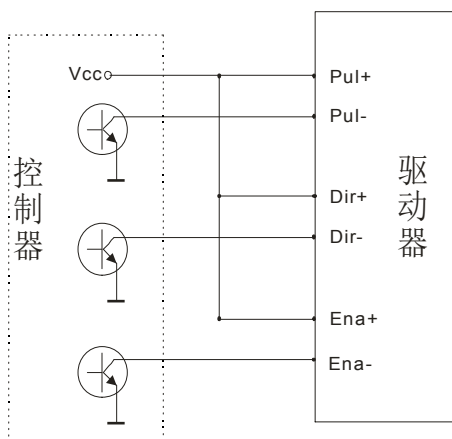 Vcc
控制器
Pul+
Pul-
Dir+
Dir-
Ena+
Ena-
驱动器